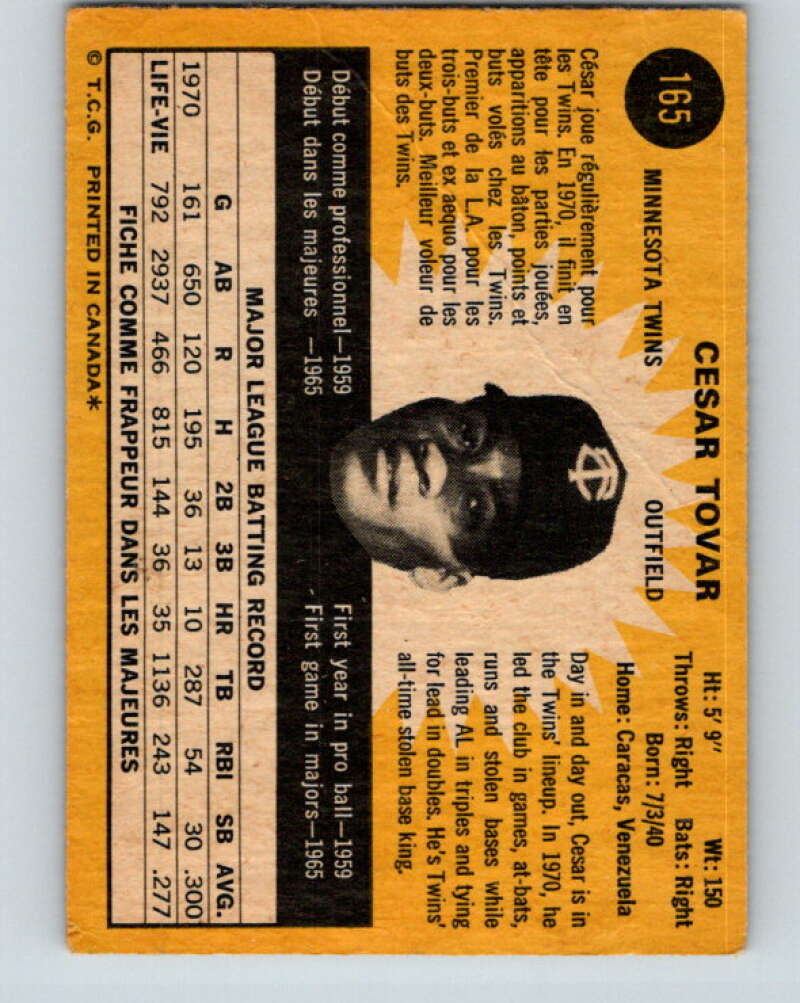 165
CESAR TOVAR
MINNESOTA TWINS OUTFIELD
Ht: 5' 9" Wt: 150
Throws: Right Bats: Right
Born: 7/3/40
Home: Caracas, Venezuela
César joue régulièrement pour
les Twins. En 1970, il finit en
tête pour les parties jouées,
apparitions au bâton, points et
buts volés chez les Twins.
Premier de la L.A. pour les
trois-buts et ex aequo pour les
deux-buts. Meilleur voleur de
buts des Twins.
TC
Day in and day out, Cesar is in
the Twins' lineup. In 1970, he
led the club in games, at-bats,
runs and stolen bases while
leading AL in triples and tying
for lead in doubles. He's Twins'
all-time stolen base king.
Début comme professionnel—1959
Début dans les majeures —1965
First year in pro ball—1959
First game in majors—1965
MAJOR LEAGUE BATTING RECORD
G AB R H 2B 3B HR TB RBI SB AVG.
1970 161 650 120 195 36 13 10 287 54 30 .300
LIFE-VIE 792 2937 466 815 144 36 35 1136 243 147 .277
FICHE COMME FRAPPEUR DANS LES MAJEURES
© T.C.G. PRINTED IN CANADA*